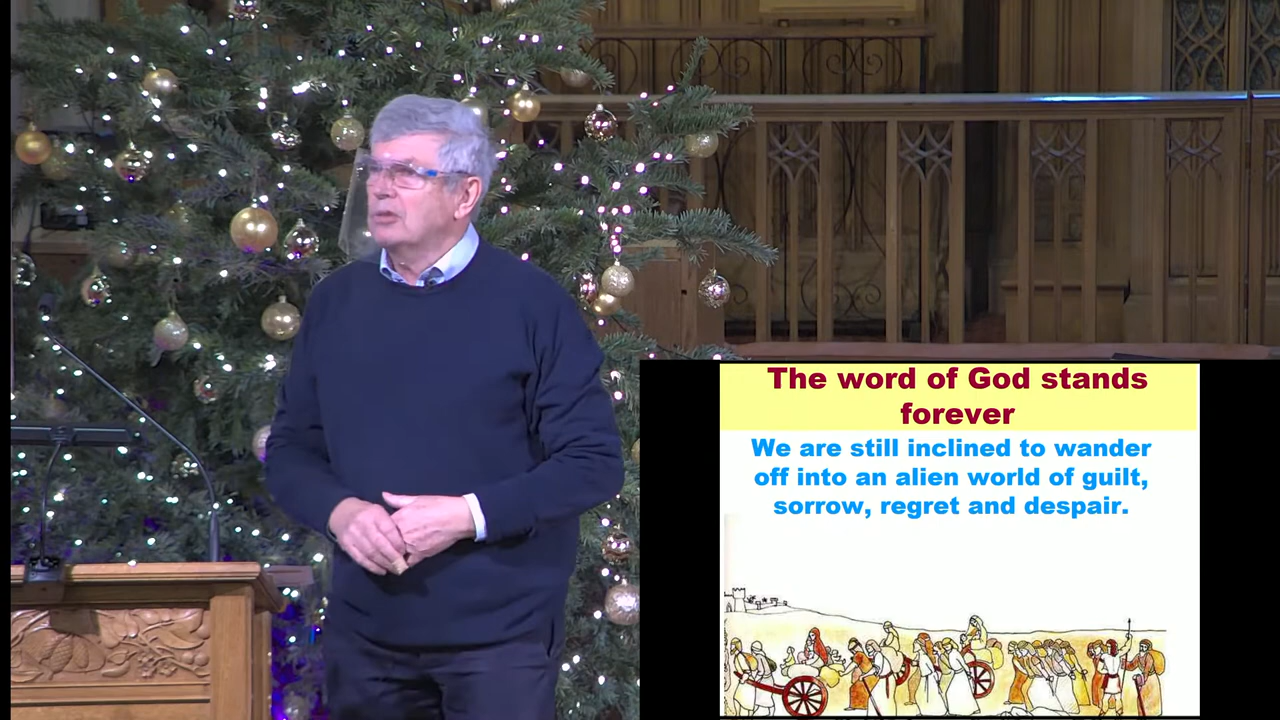 The word of God stands
forever
We are still inclined to wander
off into an alien world of guilt,
sorrow, regret and despair.